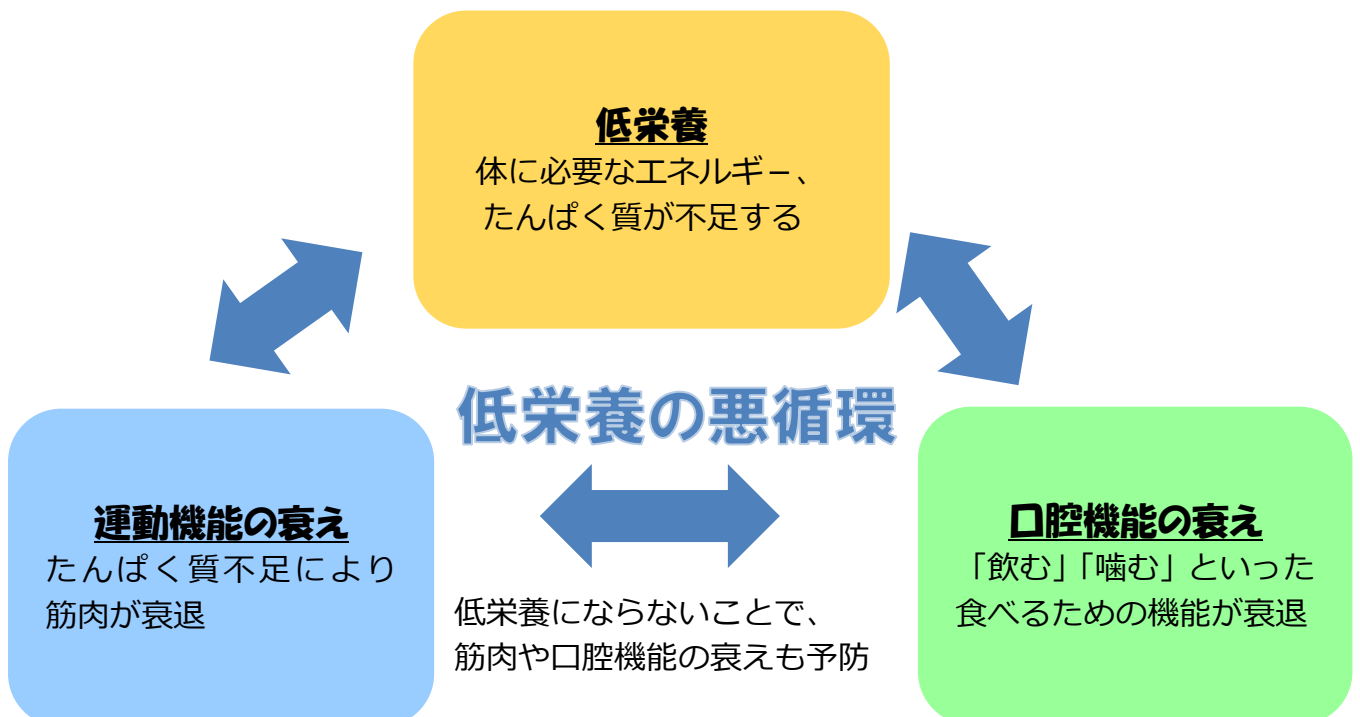 低栄養
体に必要なエネルギー、
たんぱく質が不足する
低栄養の悪循環
運動機能の衰え
たんぱく質不足により
筋肉が衰退
口腔機能の衰え
「飲む」「噛む」といった
食べるための機能が衰退
低栄養にならないことで、
筋肉や口腔機能の衰えも予防